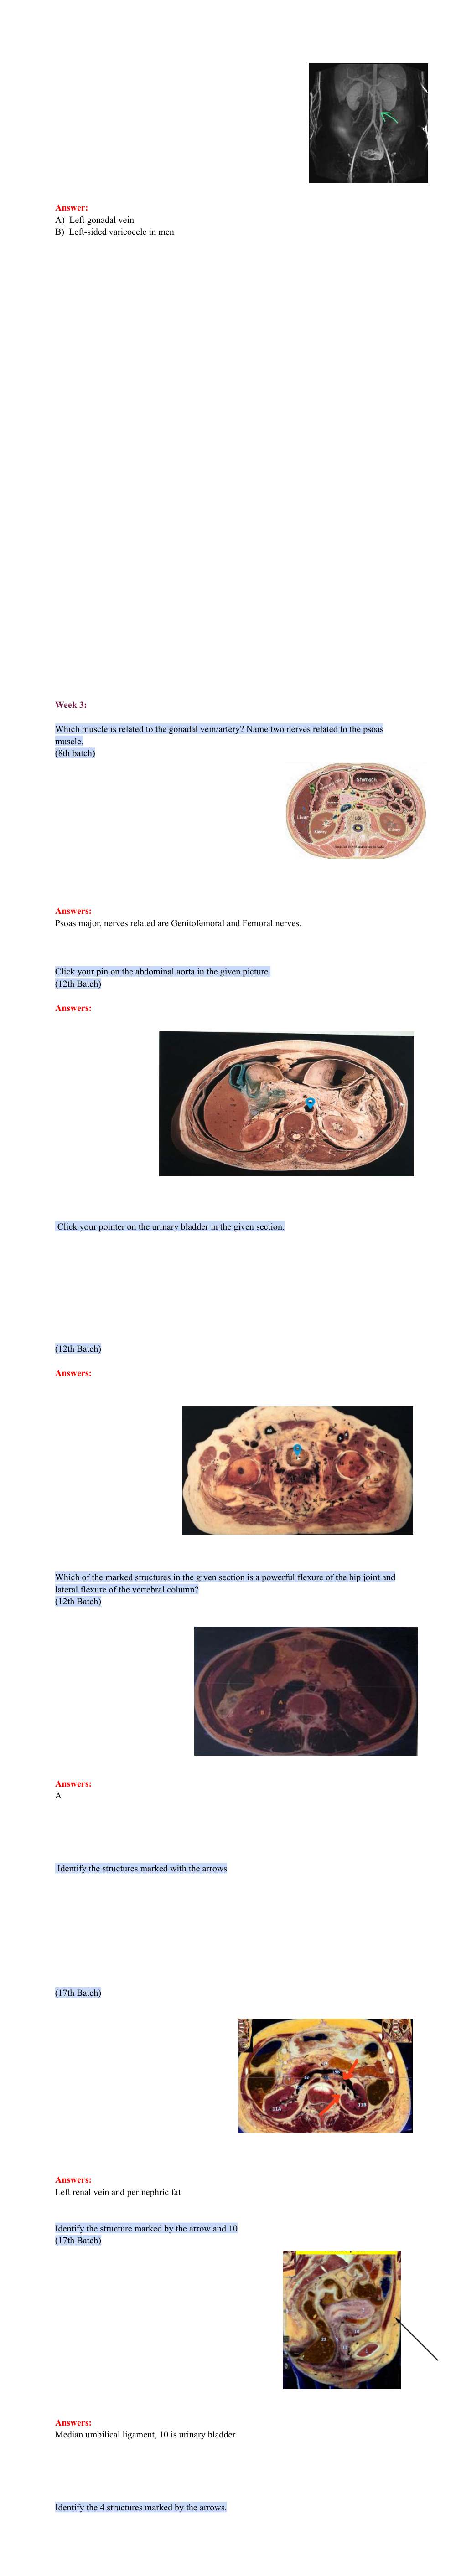 Answer:
A) Left gonadal vein
B) Left-sided varicocele in men
Week 3:
Which muscle is related to the gonadal vein/artery? Name two nerves related to the psoas
muscle.
(8th batch)
Stomach
Liver
Kidney
Answers:
Psoas major, nerves related are Genitofemoral and Femoral nerves.
Click your pin on the abdominal aorta in the given picture.
(12th Batch)
Answers:
Click your pointer on the urinary bladder in the given section.
(12th Batch)
Answers:
Which of the marked structures in the given section is a powerful flexure of the hip joint and
lateral flexure of the vertebral column?
(12th Batch)
A
B
C
Answers:
A
Identify the structures marked with the arrows
(17th Batch)
11A
11B
Answers:
Left renal vein and perinephric fat
Identify the structure marked by the arrow and 10
(17th Batch)
Answers:
Median umbilical ligament, 10 is urinary bladder
Identify the 4 structures marked by the arrows.